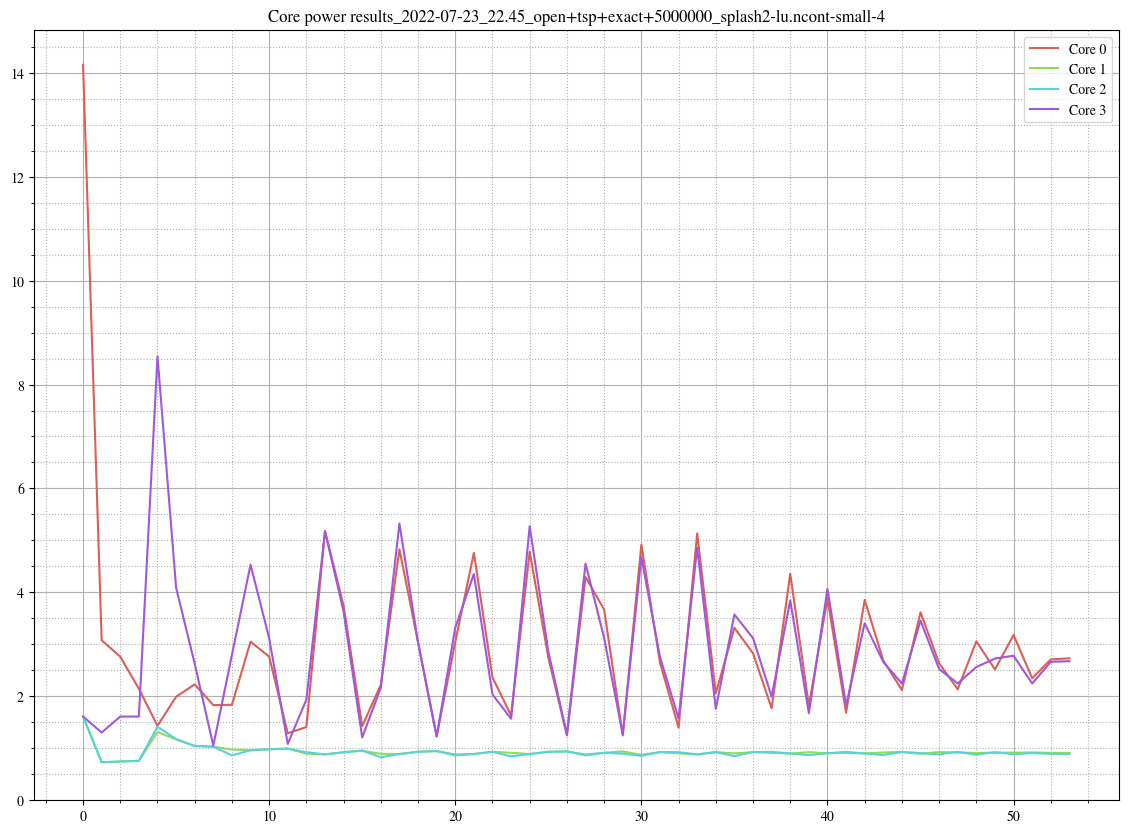 Core power results_2022-07-23_22.45_open+tsp+exact+5000000_splash2-lu.ncont-small-4
Core 0
Core 1
Core 2
Core 3
14
12
10
8
6
4
2
0
0 10 20 30 40 50